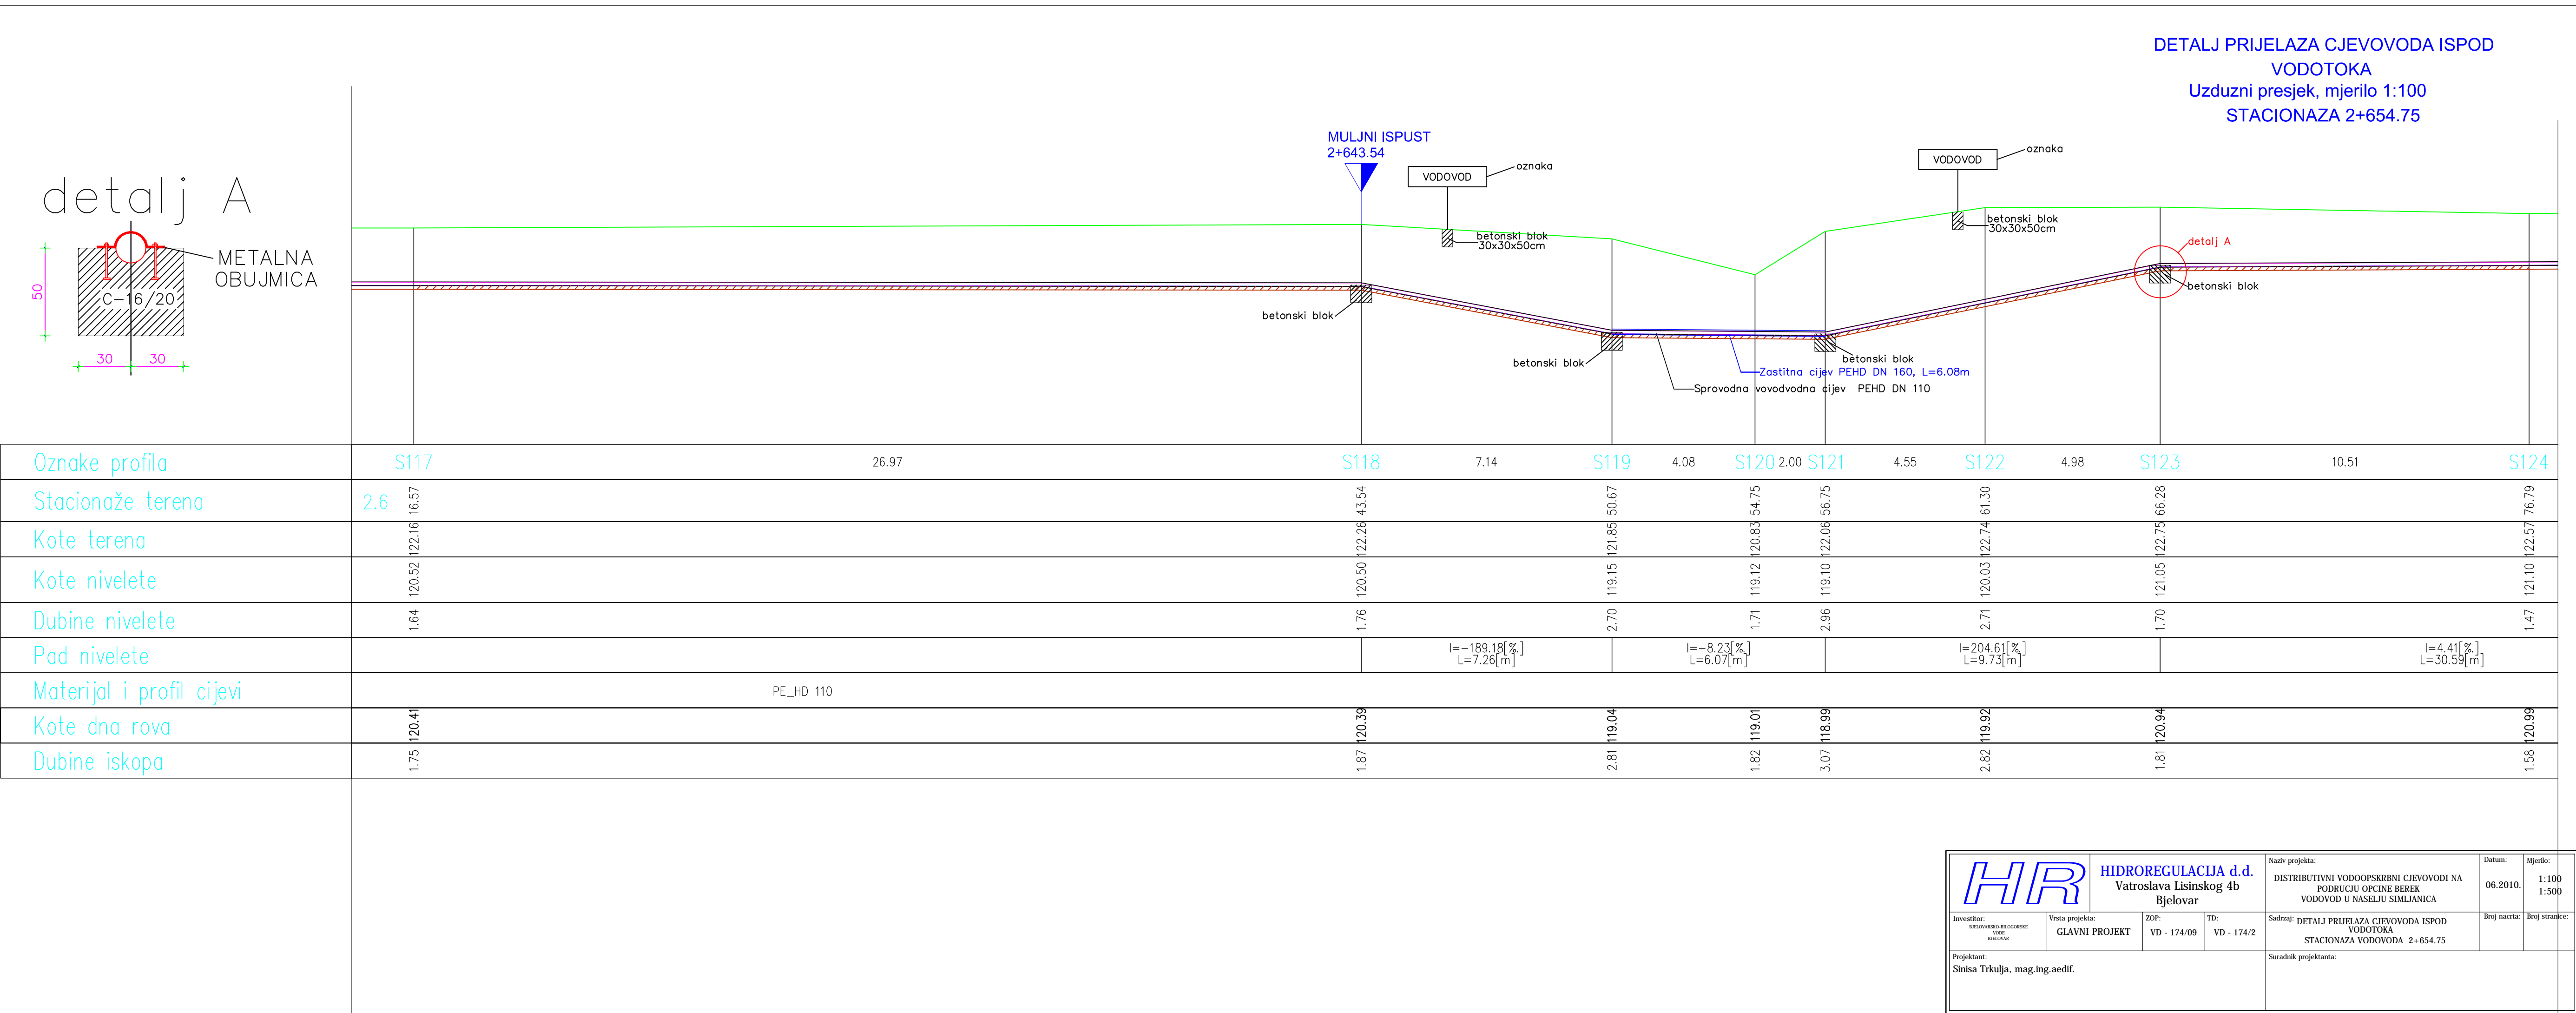 DETALJ PRIJELAZA CJEVOVODA ISPOD
VODOTOKA
Uzduzni presjek, mjerilo 1:100
STACIONAZA 2+654.75
MULJNI ISPUST
2+643.54
VODOVOD
oznaka
VODOVOD
oznaka
detalj A
METALNA
OBUJMICA
C-16/20
50
30
30
betonski blok
30x30x50cm
betonski blok
30x30x50cm
detalj A
betonski blok
betonski blok
betonski blok
betonski blok
Zastitna cijev PEHD DN 160, L=6.08m
Sprovodna vovodvodna cijev PEHD DN 110
Oznake profila S117 26.97 S118 7.14 S119 4.08 S120 2.00 S121 4.55 S122 4.98 S123 10.51 S124
Stacionaže terena 2.6 16.57 43.54 50.67 54.75 56.75 61.30 66.28 76.79
Kote terena 122.16 122.26 121.85 120.83 122.06 122.74 122.75 122.57
Kote nivelete 120.52 120.50 119.15 119.12 119.10 120.03 121.05 121.10
Dubine nivelete 1.64 1.76 2.70 1.71 2.96 2.71 1.70 1.47
Pad nivelete
I=-189.18[‰]
L=7.26[m]
I=-8.23[‰]
L=6.07[m]
I=204.61[‰]
L=9.73[m]
I=4.41[‰]
L=30.59[m]
Materijal i profil cijevi PE_HD 110
Kote dna rova 120.41 120.39 119.04 119.01 118.99 119.92 120.94 120.99
Dubine iskopa 1.75 1.87 2.81 1.82 3.07 2.82 1.81 1.58
HR
HIDROREGULACIJA d.d.
Vatroslava Lisinskog 4b
Bjelovar
Naziv projekta:
DISTRIBUTIVNI VODOOPSKRBNI CJEVOVODI NA
PODRUCJU OPCINE BEREK
VODOVOD U NASELJU SIMLJANICA
Datum:
06.2010.
Mjerilo:
1:100
1:500
Investitor:
BJELOVARSKO-BILOGORSKE
VODE
BJELOVAR
Vrsta projekta:
GLAVNI PROJEKT
ZOP:
VD - 174/09
TD:
VD - 174/2
Sadrzaj: DETALJ PRIJELAZA CJEVOVODA ISPOD
VODOTOKA
STACIONAZA VODOVODA 2+654.75
Broj nacrta:
Broj stranice:
Projektant:
Sinisa Trkulja, mag.ing.aedif.
Suradnik projektanta: